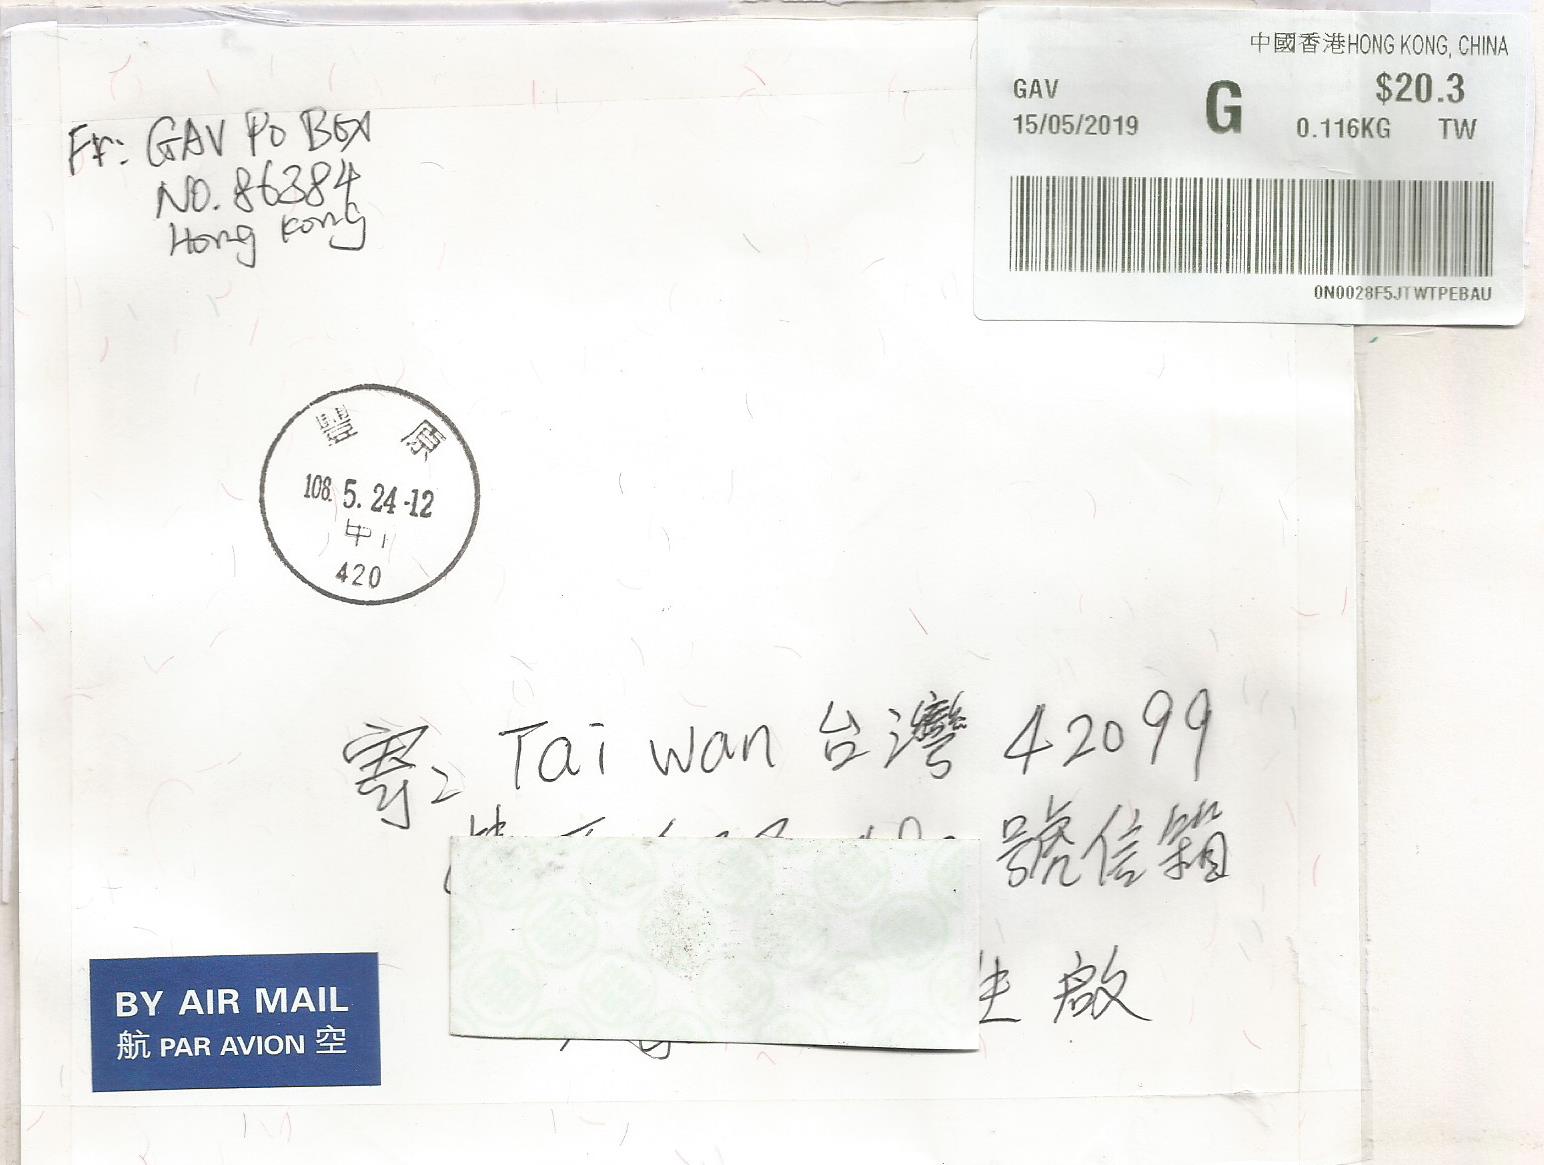 Fr: GAV PO Box
NO. 86384
Hong Kong
中國香港HONG KONG, CHINA
GAV
G
$20.3
15/05/2019
0.116KG TW
0N0028F5JTWTPEBAU
豐原
108. 5. 24-12
中1
420
寄: Taiwan 台灣 42099
號信箱
生啟
BY AIR MAIL
航 PAR AVION 空